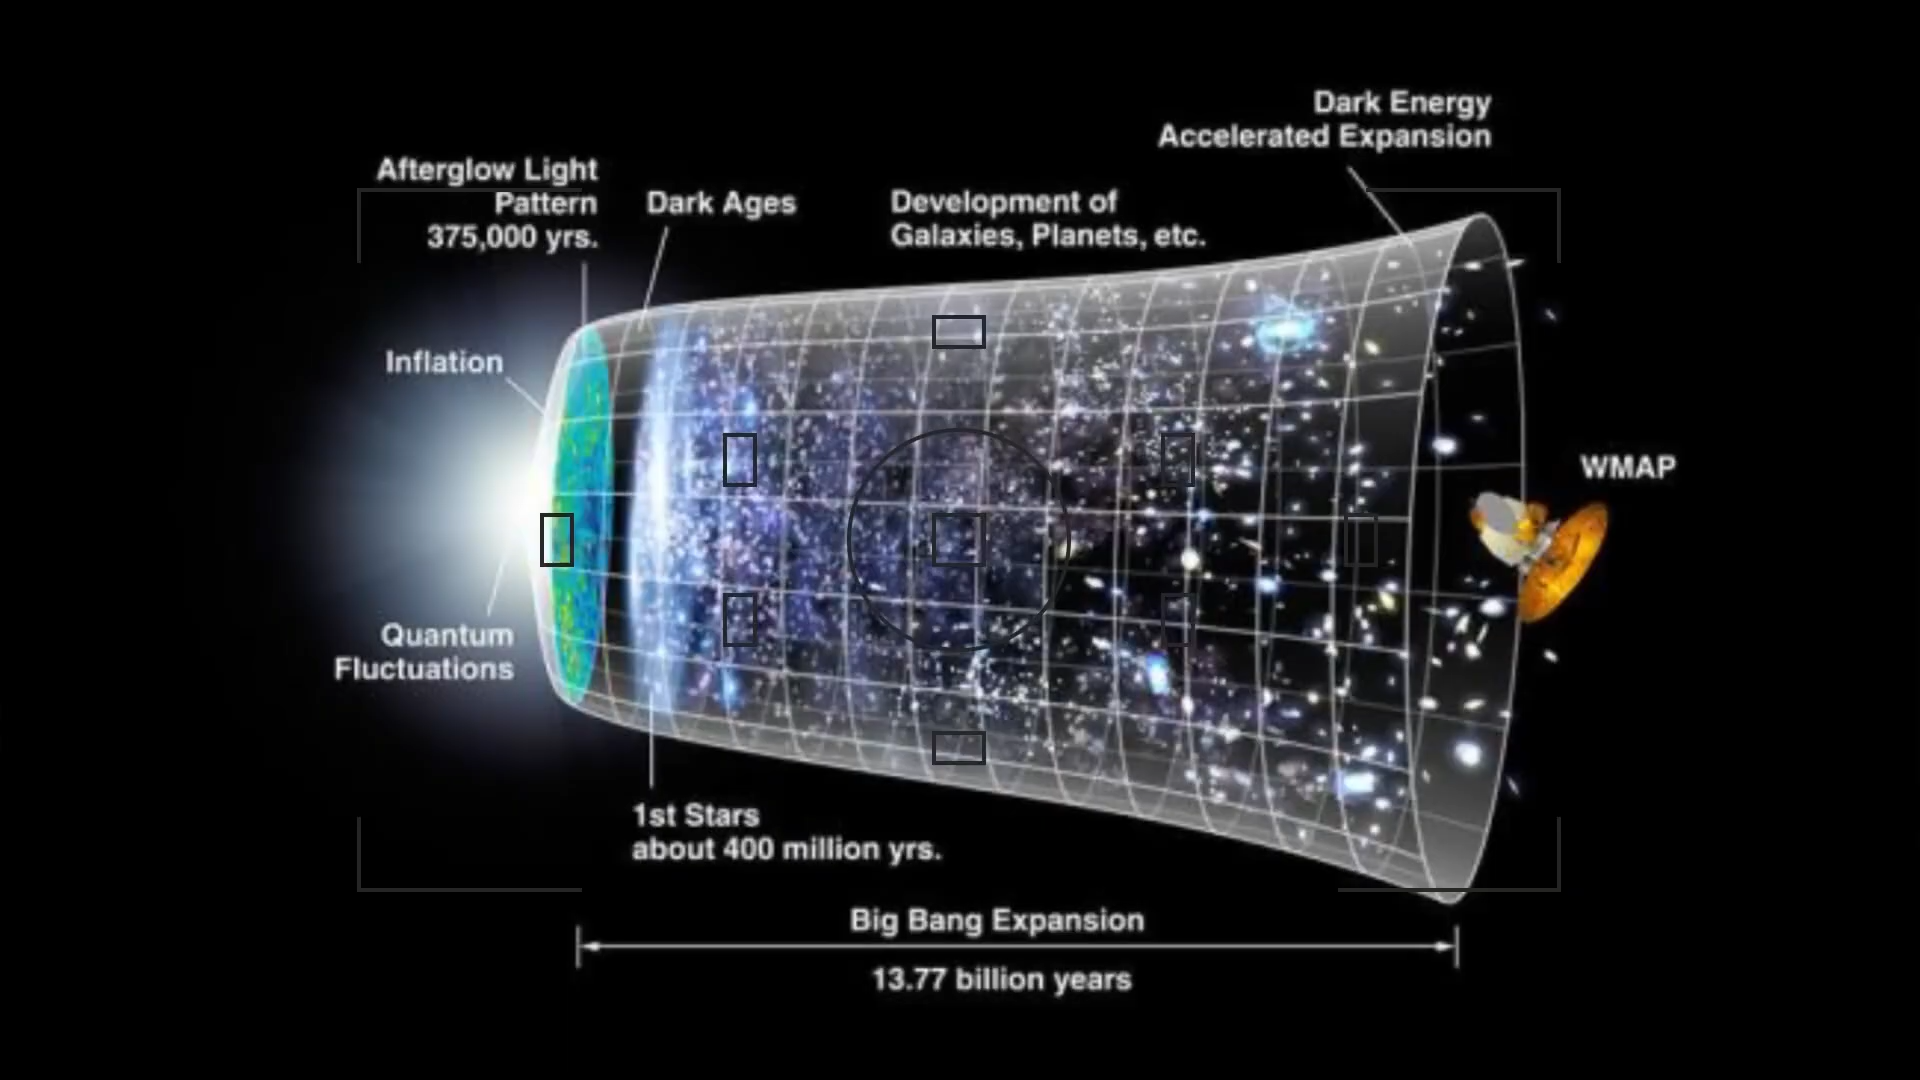 Dark Energy
Accelerated Expansion
Afterglow Light
Pattern
375,000 yrs.
Dark Ages
Development of
Galaxies, Planets, etc.
Inflation
WMAP
Quantum
Fluctuations
1st Stars
about 400 million yrs.
Big Bang Expansion
13.77 billion years